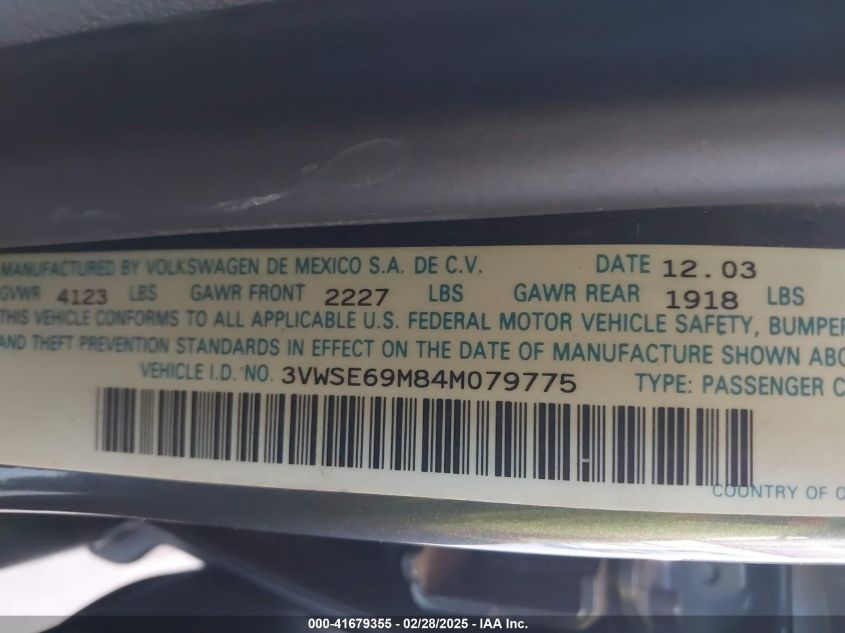 MANUFACTURED BY VOLKSWAGEN DE MEXICO S.A. DE C.V. DATE 12.03
GVWR 4123 LBS GAWR FRONT 2227 LBS GAWR REAR 1918 LBS
THIS VEHICLE CONFORMS TO ALL APPLICABLE U.S. FEDERAL MOTOR VEHICLE SAFETY, BUMPER
AND THEFT PREVENTION STANDARDS IN EFFECT ON THE DATE OF MANUFACTURE SHOWN ABO
VEHICLE I.D. NO. 3VWSE69M84M079775 TYPE: PASSENGER C
COUNTRY OF O
000-41679355 - 02/28/2025 - IAA Inc.